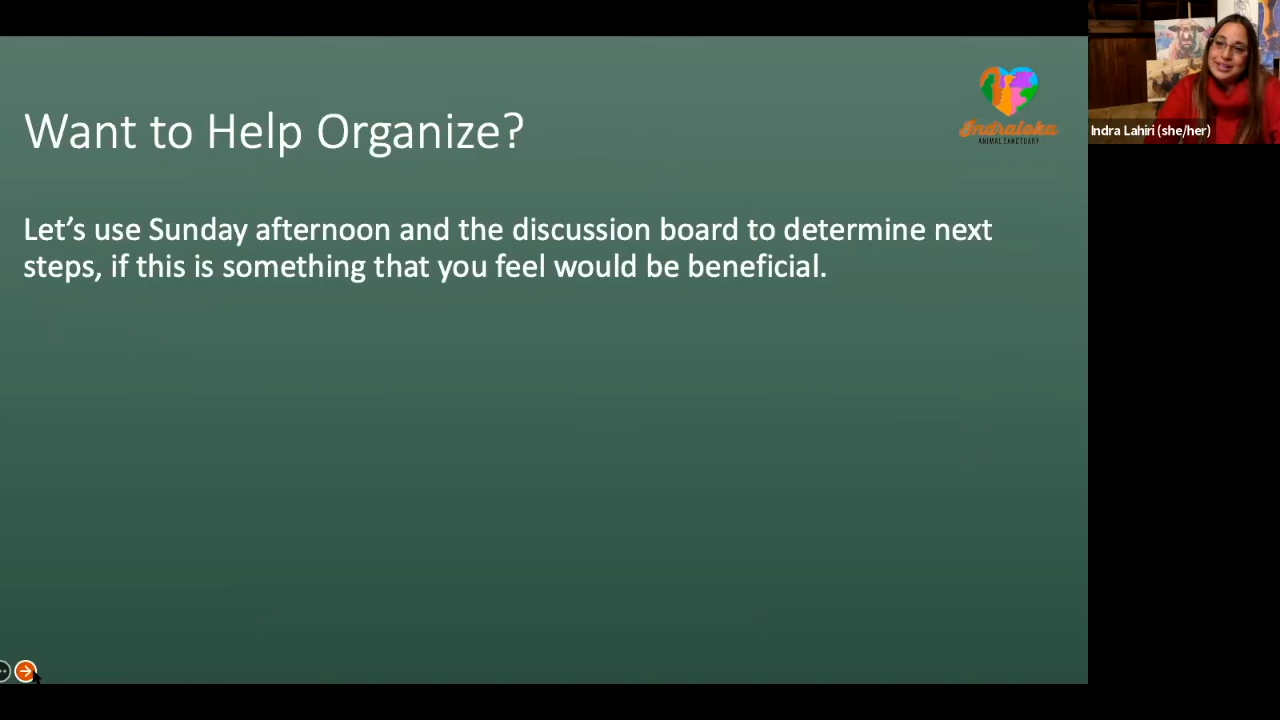 Want to Help Organize?
Indraloka
ANIMAL SANCTUARY
Let's use Sunday afternoon and the discussion board to determine next
steps, if this is something that you feel would be beneficial.
Indra Lahiri (she/her)